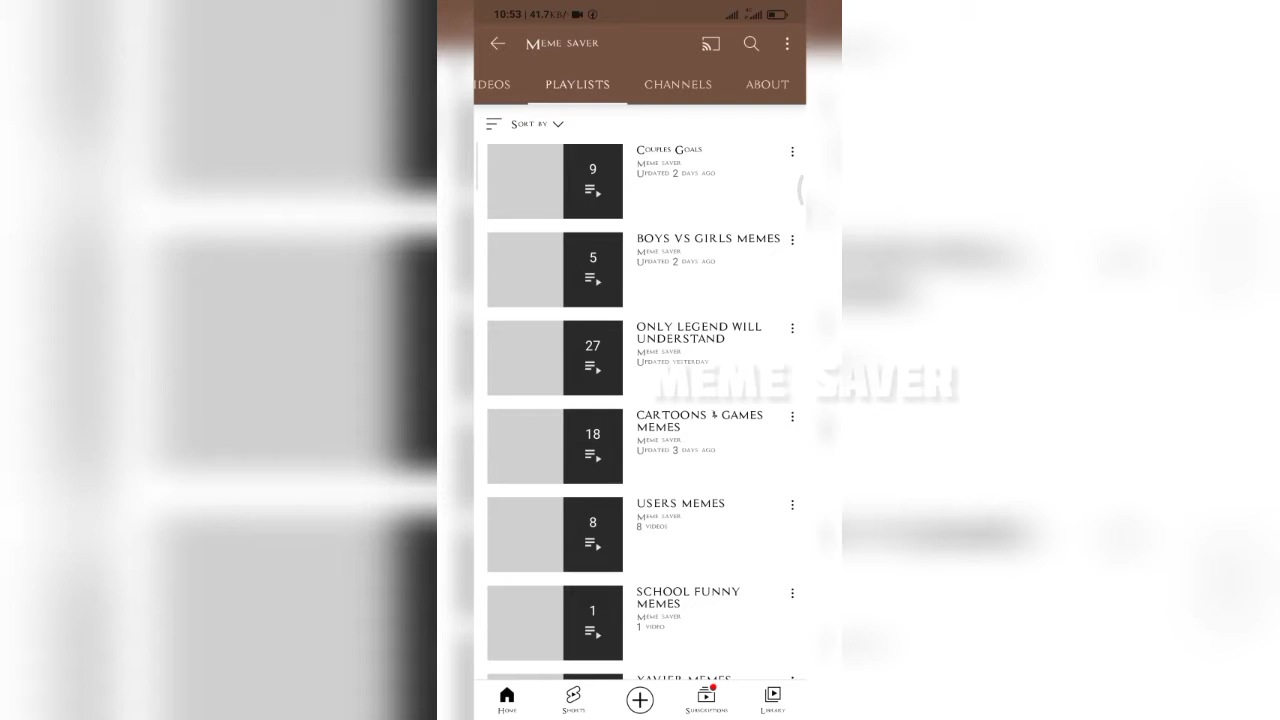 10:53 | 41.7KB/
4G
Meme saver
IDEOS PLAYLISTS CHANNELS ABOUT
Sort by
9
Couples Goals
Meme saver
Updated 2 days ago
5
BOYS VS GIRLS MEMES
Meme saver
Updated 2 days ago
27
ONLY LEGEND WILL
UNDERSTAND
Meme saver
Updated yesterday
MEME SAVER
18
CARTOONS & GAMES
MEMES
Meme saver
Updated 3 days ago
8
USERS MEMES
Meme saver
8 videos
1
SCHOOL FUNNY
MEMES
Meme saver
1 video
XAVIER MEMES
Home Shorts Subscriptions Library